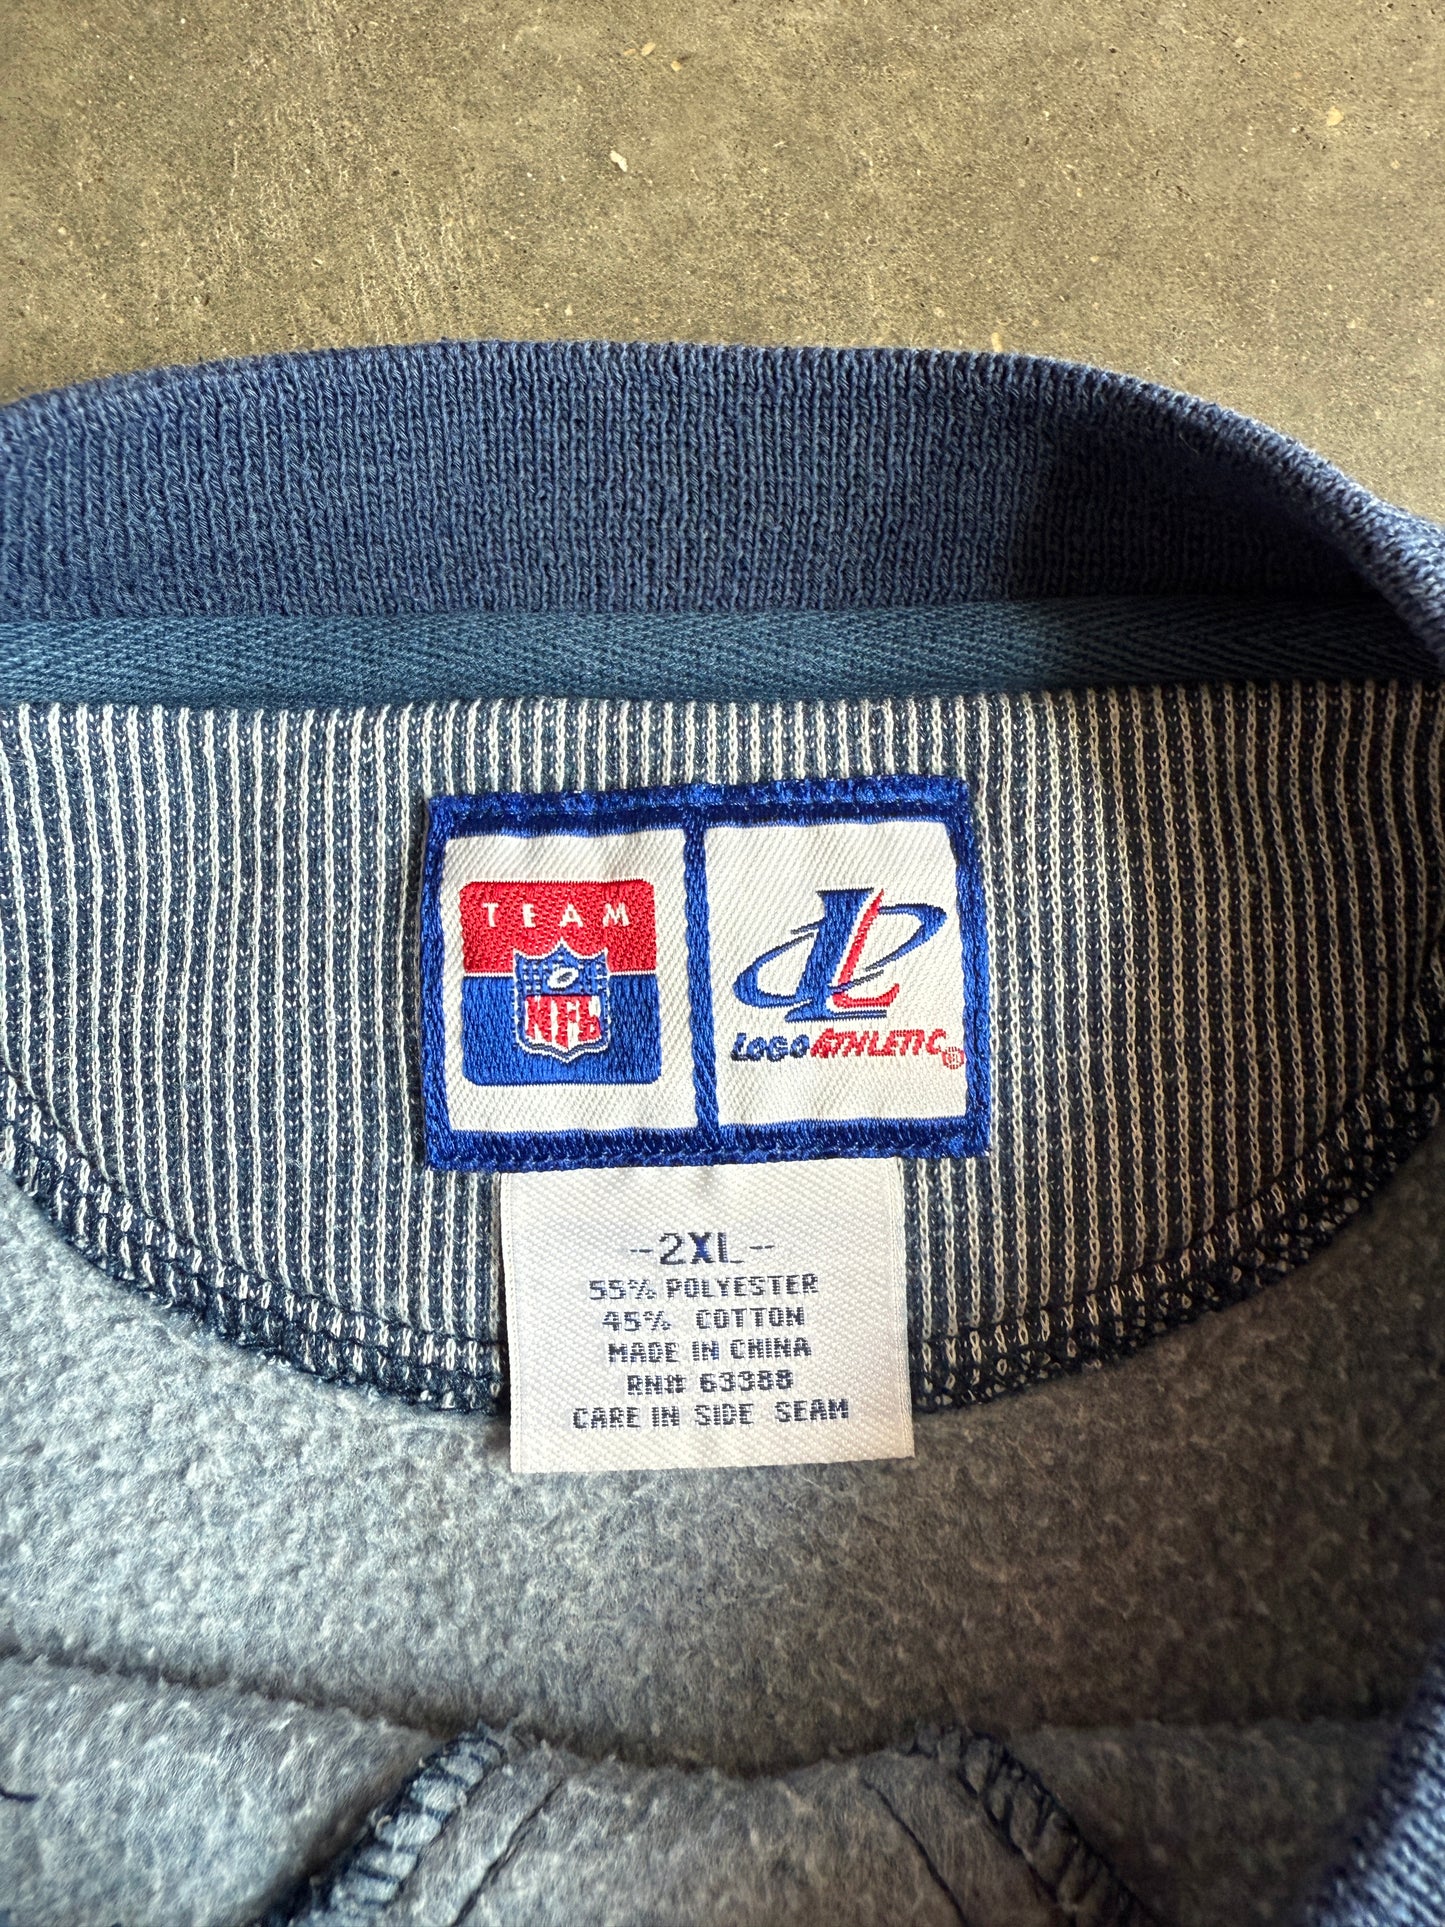 TEAM
NFL
LOGO ATHLETIC ®
-2XL-
55% POLYESTER
45% COTTON
MADE IN CHINA
RN# 63388
CARE IN SIDE SEAM